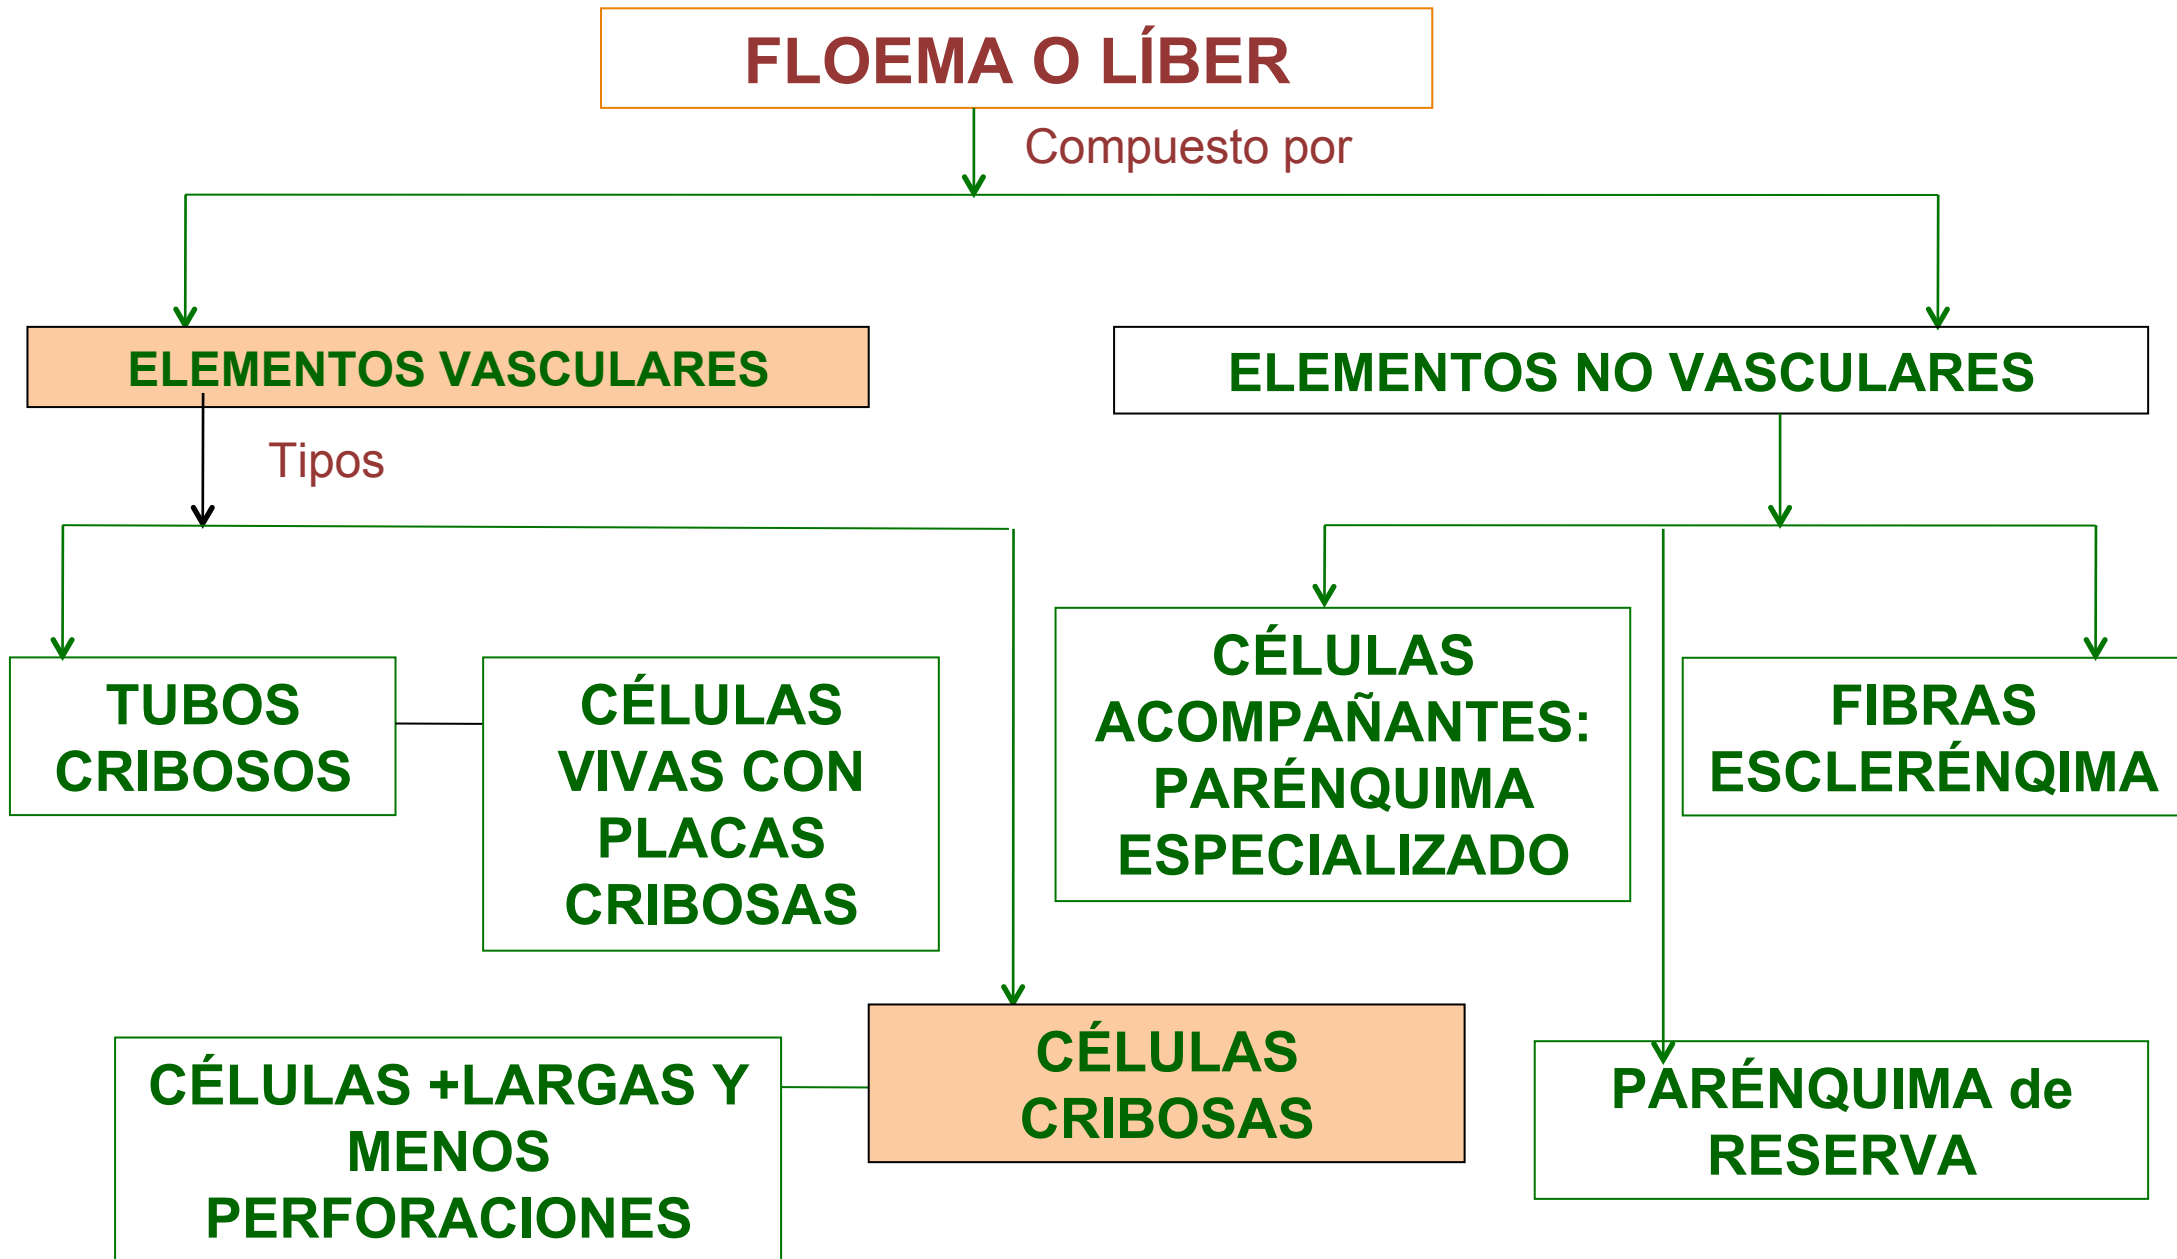 FLOEMA O LÍBER
Compuesto por
ELEMENTOS VASCULARES
ELEMENTOS NO VASCULARES
Tipos
TUBOS
CRIBOSOS
CÉLULAS
VIVAS CON
PLACAS
CRIBOSAS
CÉLULAS
ACOMPAÑANTES:
PARÉNQUIMA
ESPECIALIZADO
FIBRAS
ESCLERÉNQIMA
CÉLULAS +LARGAS Y
MENOS
PERFORACIONES
CÉLULAS
CRIBOSAS
PARÉNQUIMA de
RESERVA